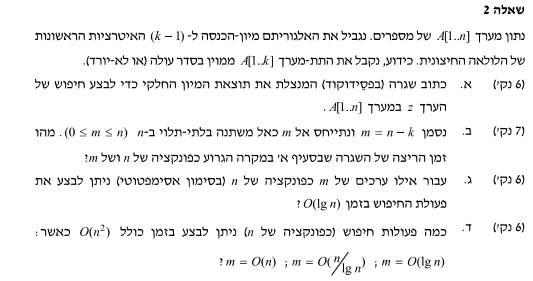 שאלה 2
נתון מערך A[1..n] של מספרים. נגביל את האלגוריתם מיון-הכנסה ל- (k − 1) האיטרציות הראשונות
של הלולאה החיצונית. כידוע, נקבל את התת-מערך A[1..k] ממוין בסדר עולה (או לא-יורד).
(6 נק') א. כתוב שגרה (בפסידוקוד) המנצלת את תוצאת המיון החלקי כדי לבצע חיפוש של
הערך z במערך A[1..n] .
(7 נק') ב. נסמן m = n − k ונתייחס אל m כאל משתנה בלתי-תלוי ב-n (0 ≤ m ≤ n) . מהו
זמן הריצה של השגרה שבסעיף א' במקרה הגרוע כפונקציה של n ושל m?
(6 נק') ג. עבור אילו ערכים של m כפונקציה של n (בסימון אסימפטוטי) ניתן לבצע את
פעולת החיפוש בזמן O(lg n) ?
(6 נק') ד. כמה פעולות חיפוש (כפונקציה של n) ניתן לבצע בזמן כולל O(n²) כאשר:
m = O(lg n) ; m = O(n/lg n) ; m = O(n) ?